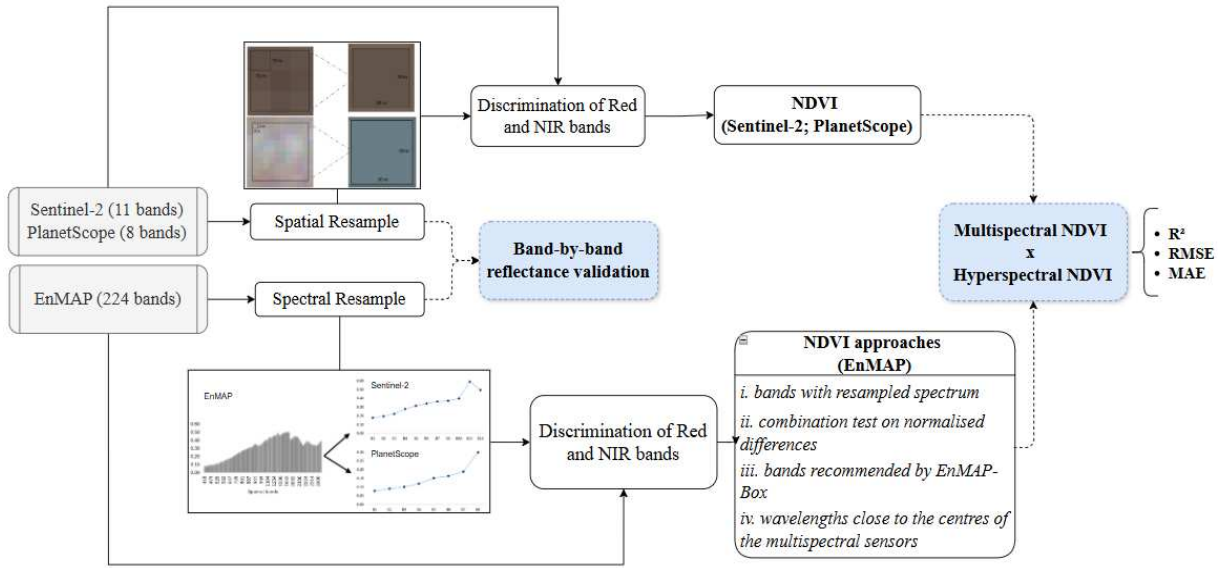 Discrimination of Red
and NIR bands
NDVI
(Sentinel-2; PlanetScope)
Sentinel-2 (11 bands)
PlanetScope (8 bands)
Spatial Resample
EnMAP (224 bands)
Spectral Resample
Band-by-band
reflectance validation
Multispectral NDVI
x
Hyperspectral NDVI
• R²
• RMSE
• MAE
EnMAP
Sentinel-2
PlanetScope
Discrimination of Red
and NIR bands
NDVI approaches
(EnMAP)
i. bands with resampled spectrum
ii. combination test on normalised
differences
iii. bands recommended by EnMAP-
Box
iv. wavelengths close to the centres of
the multispectral sensors